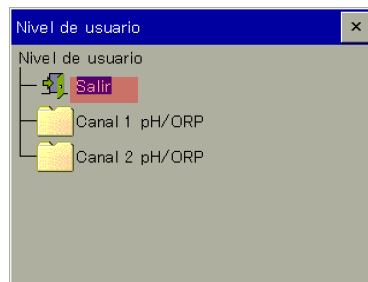 Nivel de usuario
Nivel de usuario
Salir
Canal 1 pH/ORP
Canal 2 pH/ORP